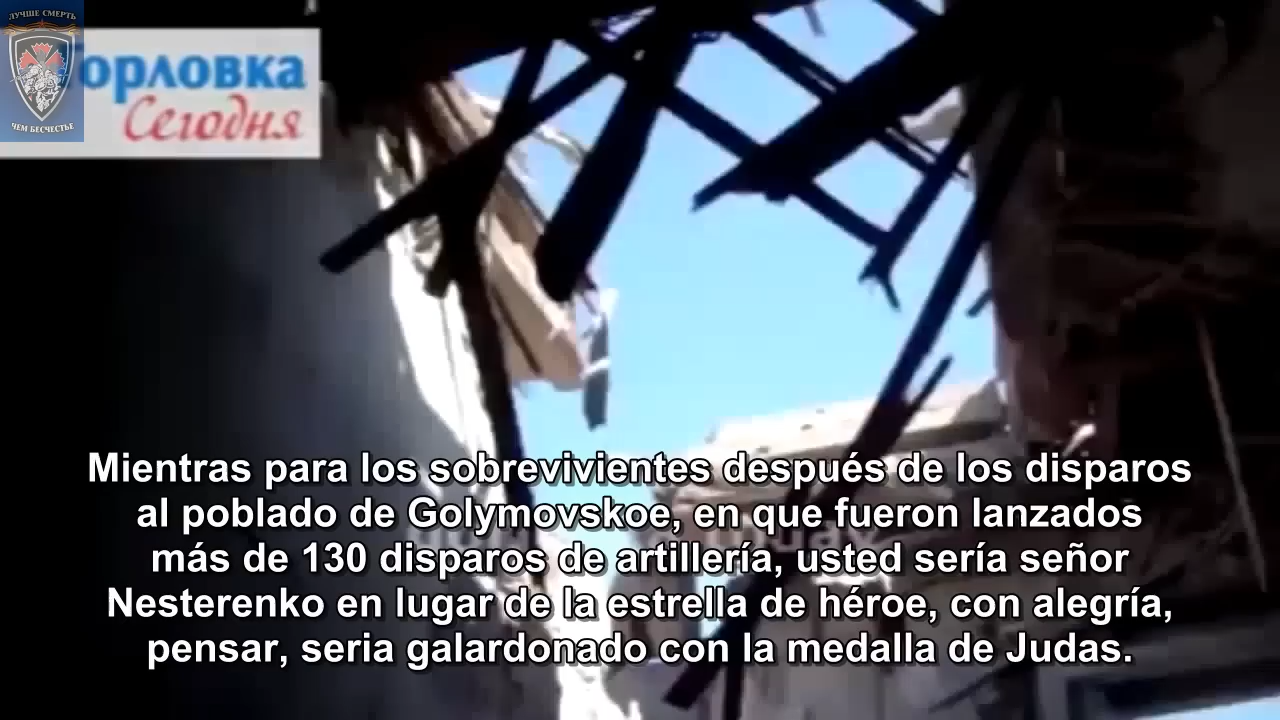 ЛУЧШЕ СМЕРТЬ
ЧЕМ БЕСЧЕСТЬЕ
орловка
Сегодня
Mientras para los sobrevivientes después de los disparos
al poblado de Golymovskoe, en que fueron lanzados
más de 130 disparos de artillería, usted sería señor
Nesterenko en lugar de la estrella de héroe, con alegría,
pensar, seria galardonado con la medalla de Judas.